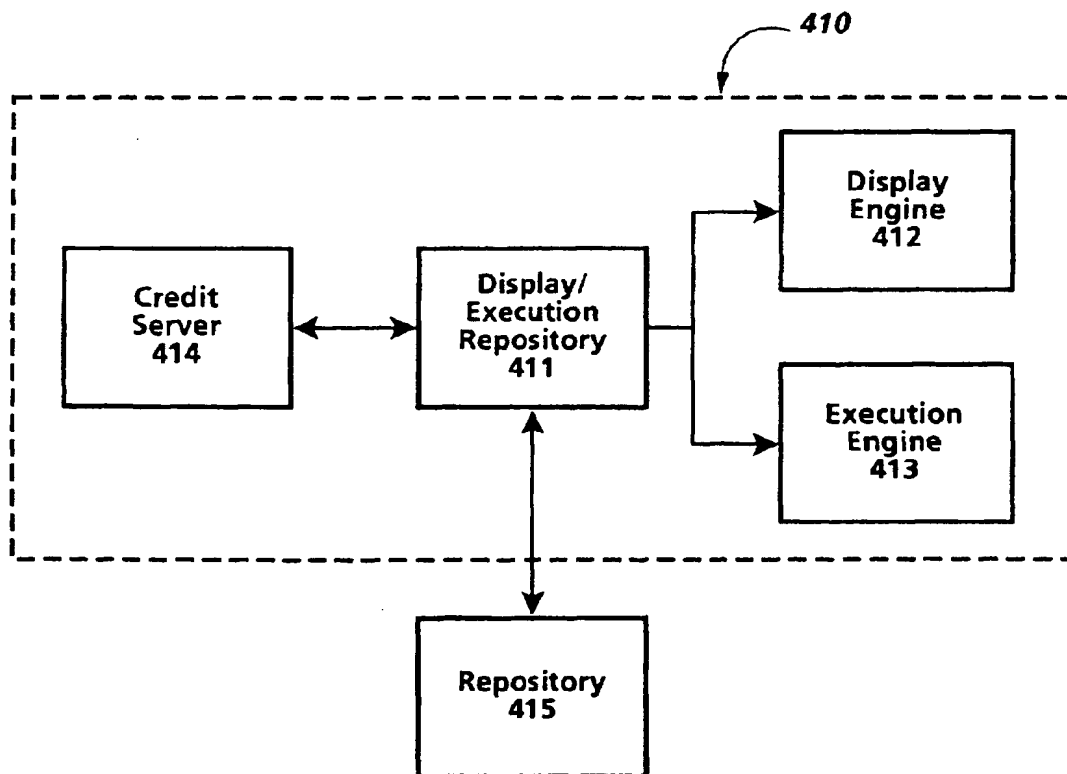 410
Display
Engine
412
Credit
Server
414
Display/
Execution
Repository
411
Execution
Engine
413
Repository
415